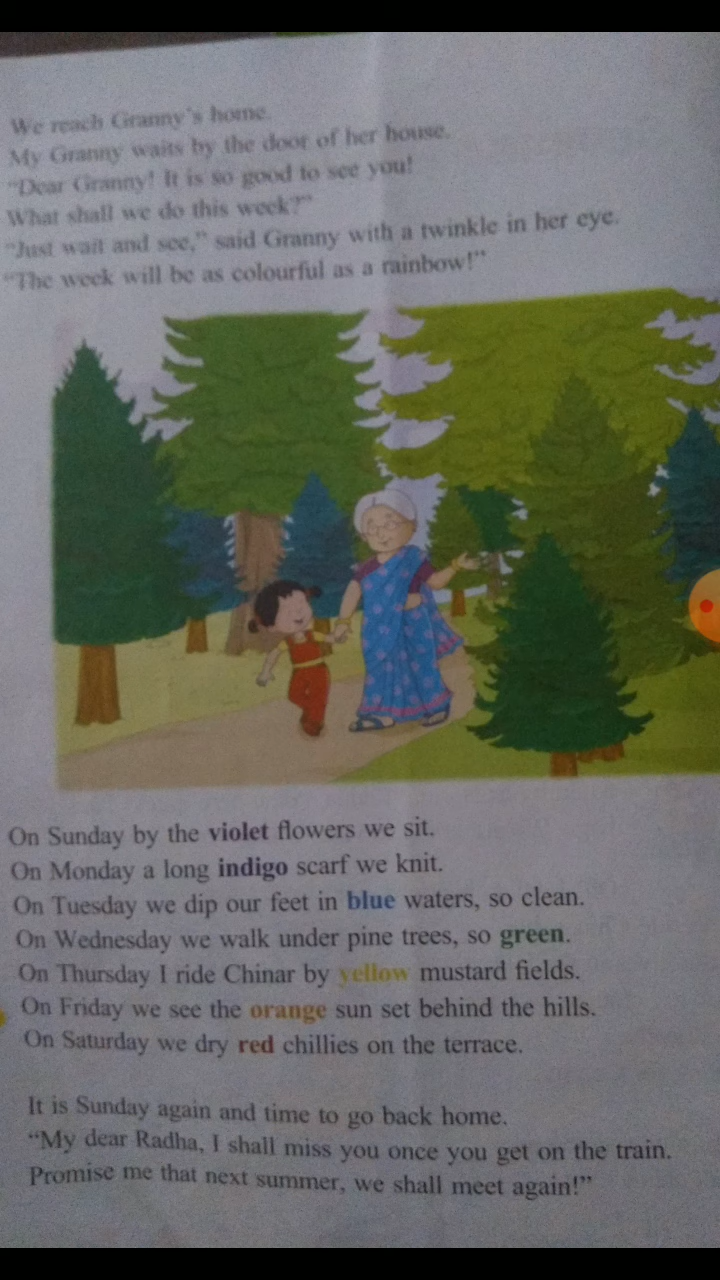 We reach Granny's home.
My Granny waits by the door of her house.
"Dear Granny! It is so good to see you!
What shall we do this week?"
"Just wait and see," said Granny with a twinkle in her eye.
"The week will be as colourful as a rainbow!"
On Sunday by the violet flowers we sit.
On Monday a long indigo scarf we knit.
On Tuesday we dip our feet in blue waters, so clean.
On Wednesday we walk under pine trees, so green.
On Thursday I ride Chinar by yellow mustard fields.
On Friday we see the orange sun set behind the hills.
On Saturday we dry red chillies on the terrace.
It is Sunday again and time to go back home.
"My dear Radha, I shall miss you once you get on the train.
Promise me that next summer, we shall meet again!"